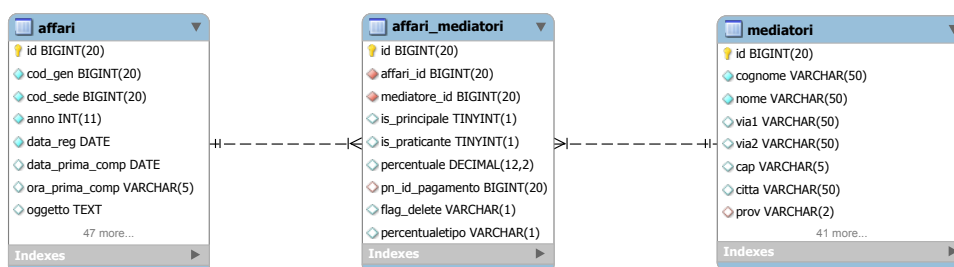 affari
id BIGINT(20)
cod_gen BIGINT(20)
cod_sede BIGINT(20)
anno INT(11)
data_reg DATE
data_prima_comp DATE
ora_prima_comp VARCHAR(5)
oggetto TEXT
47 more...
Indexes
affari_mediatori
id BIGINT(20)
affari_id BIGINT(20)
mediatore_id BIGINT(20)
is_principale TINYINT(1)
is_praticante TINYINT(1)
percentuale DECIMAL(12,2)
pn_id_pagamento BIGINT(20)
flag_delete VARCHAR(1)
percentualetipo VARCHAR(1)
Indexes
mediatori
id BIGINT(20)
cognome VARCHAR(50)
nome VARCHAR(50)
via1 VARCHAR(50)
via2 VARCHAR(50)
cap VARCHAR(5)
citta VARCHAR(50)
prov VARCHAR(2)
41 more...
Indexes